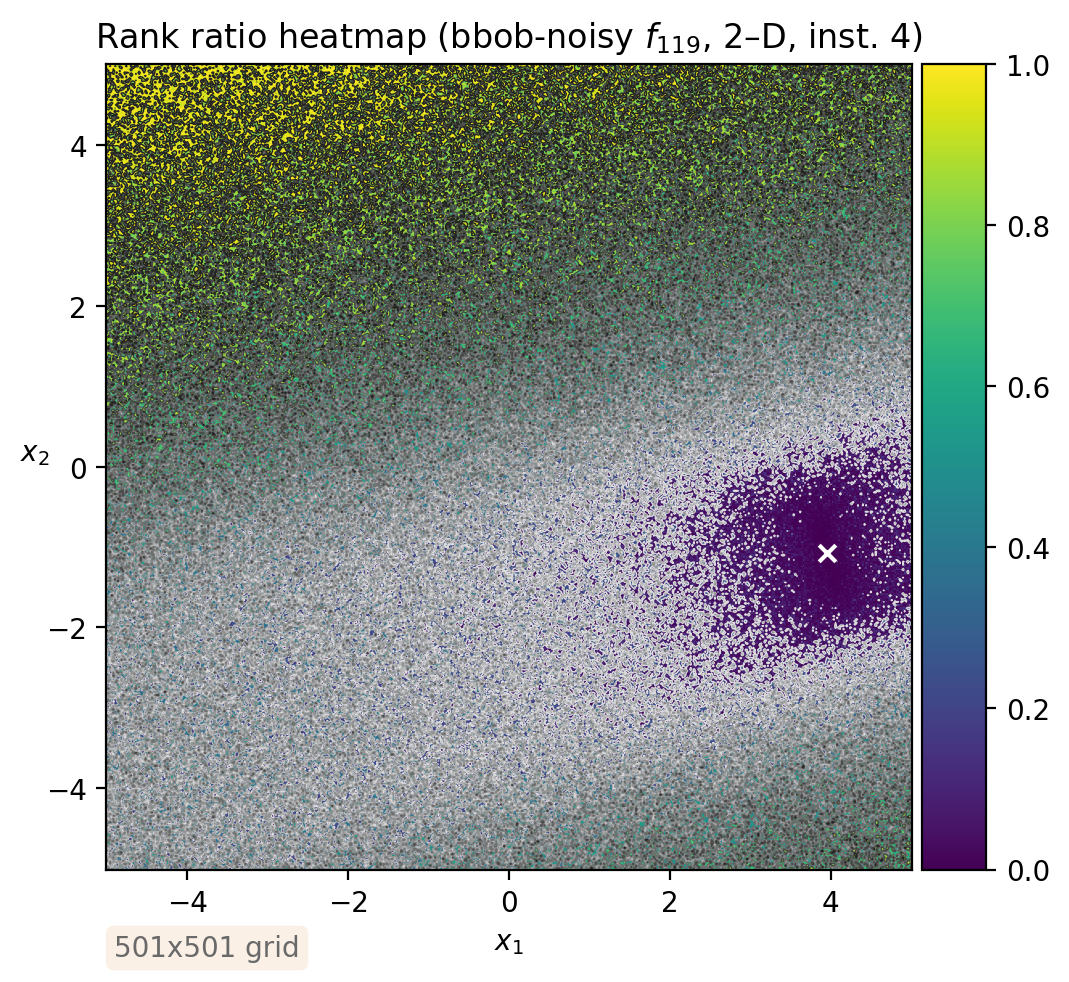 Rank ratio heatmap (bbob-noisy f₁₁₉, 2–D, inst. 4)
1.0
0.8
0.6
0.4
0.2
0.0
4
2
0
−2
−4
x₂
−4 −2 0 2 4
x₁
501x501 grid